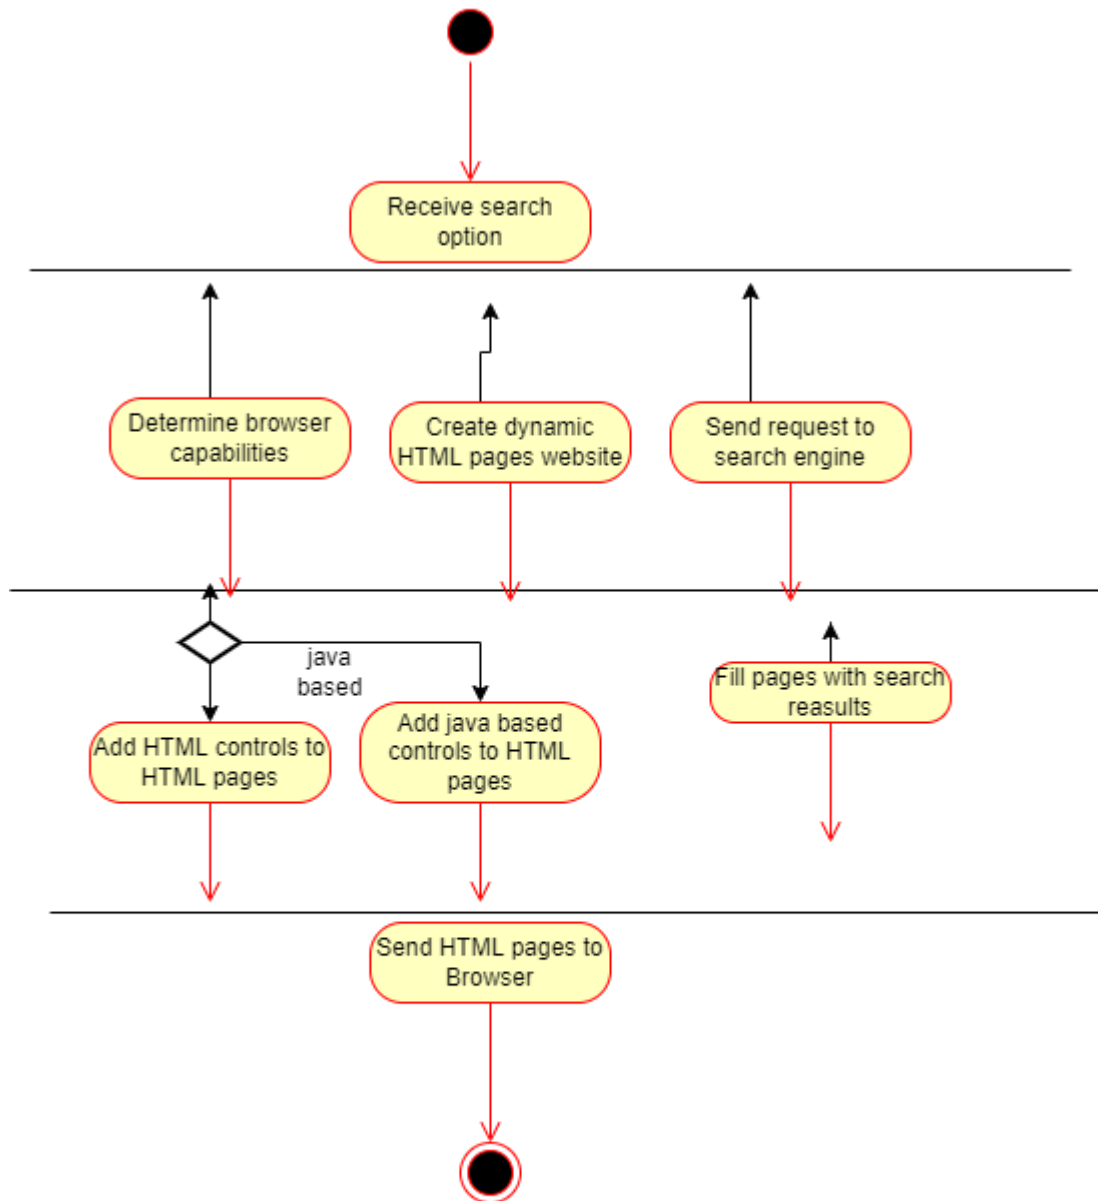 Receive search
option
Determine browser
capabilities
Create dynamic
HTML pages website
Send request to
search engine
java
based
Fill pages with search
reasults
Add HTML controls to
HTML pages
Add java based
controls to HTML
pages
Send HTML pages to
Browser